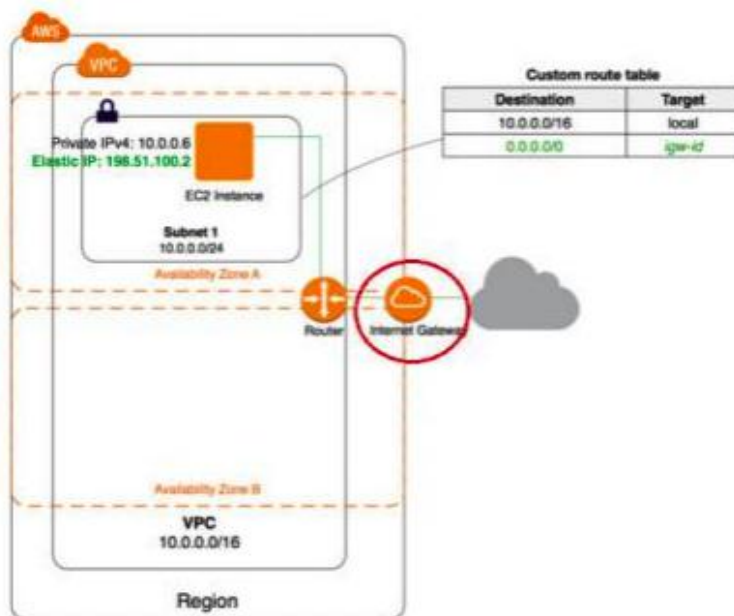 AWS
VPC
Private IPv4: 10.0.0.6
Elastic IP: 198.51.100.2
EC2 Instance
Subnet 1
10.0.0.0/24
Availability Zone A
Router
Internet Gateway
Availability Zone B
VPC
10.0.0.0/16
Region
Custom route table
Destination Target
10.0.0.0/16 local
0.0.0.0/0 igw-id